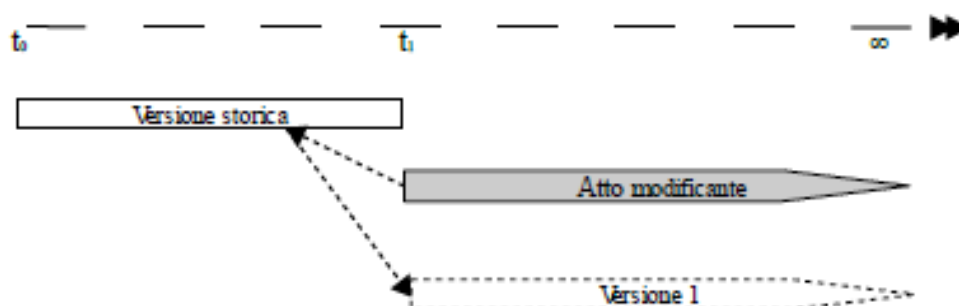 t₀ t₁ ∞
Versione storica
Atto modificante
Versione 1